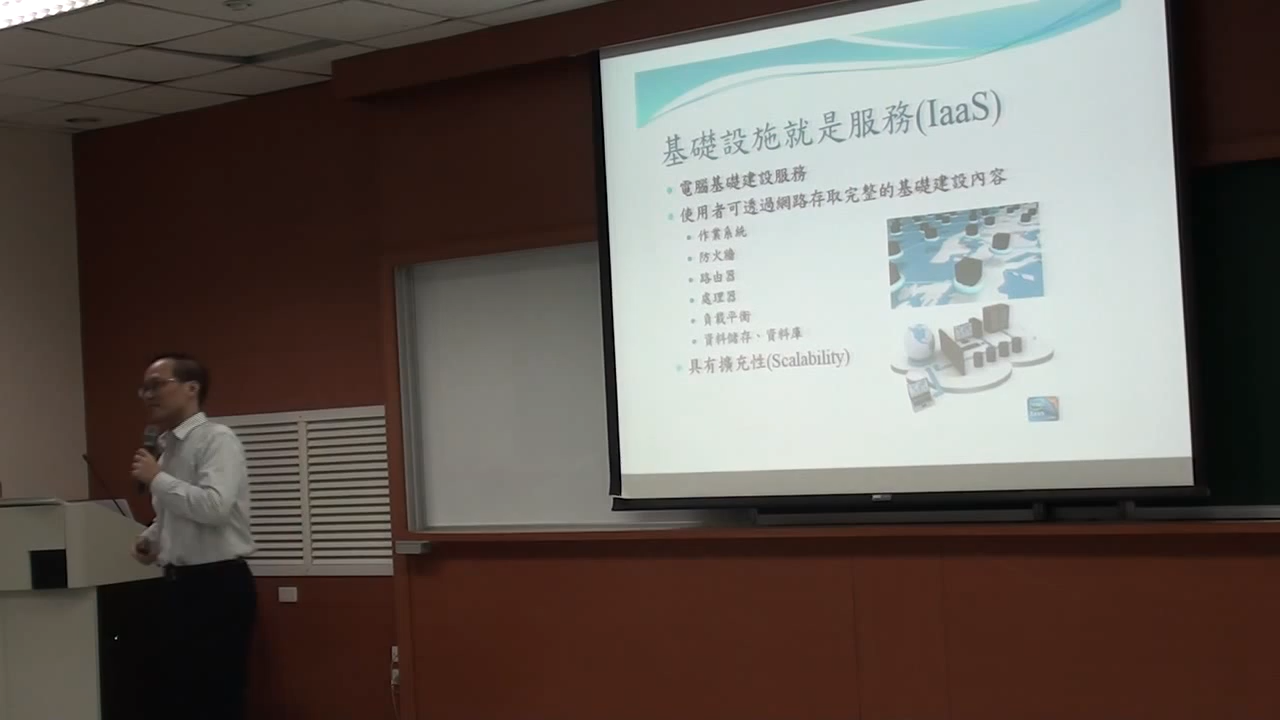 基礎設施就是服務(IaaS)
電腦基礎建設服務
使用者可透過網路存取完整的基礎建設內容
作業系統
防火牆
路由器
處理器
負載平衡
資料儲存、資料庫
具有擴充性(Scalability)